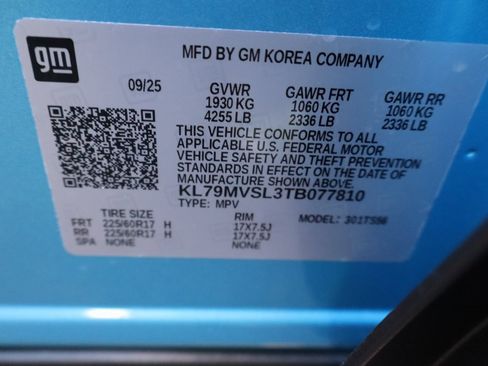 gm
MFD BY GM KOREA COMPANY
09/25 GVWR GAWR FRT GAWR RR
1930 KG 1060 KG 1060 KG
4255 LB 2336 LB 2336 LB
THIS VEHICLE CONFORMS TO ALL
APPLICABLE U.S. FEDERAL MOTOR
VEHICLE SAFETY AND THEFT PREVENTION
STANDARDS IN EFFECT ON THE DATE OF
MANUFACTURE SHOWN ABOVE.
KL79MVSL3TB077810
TYPE: MPV
TIRE SIZE RIM MODEL:
FRT 225/60R17 H 17X7.5J
RR 225/60R17 H 17X7.5J
SPA NONE NONE